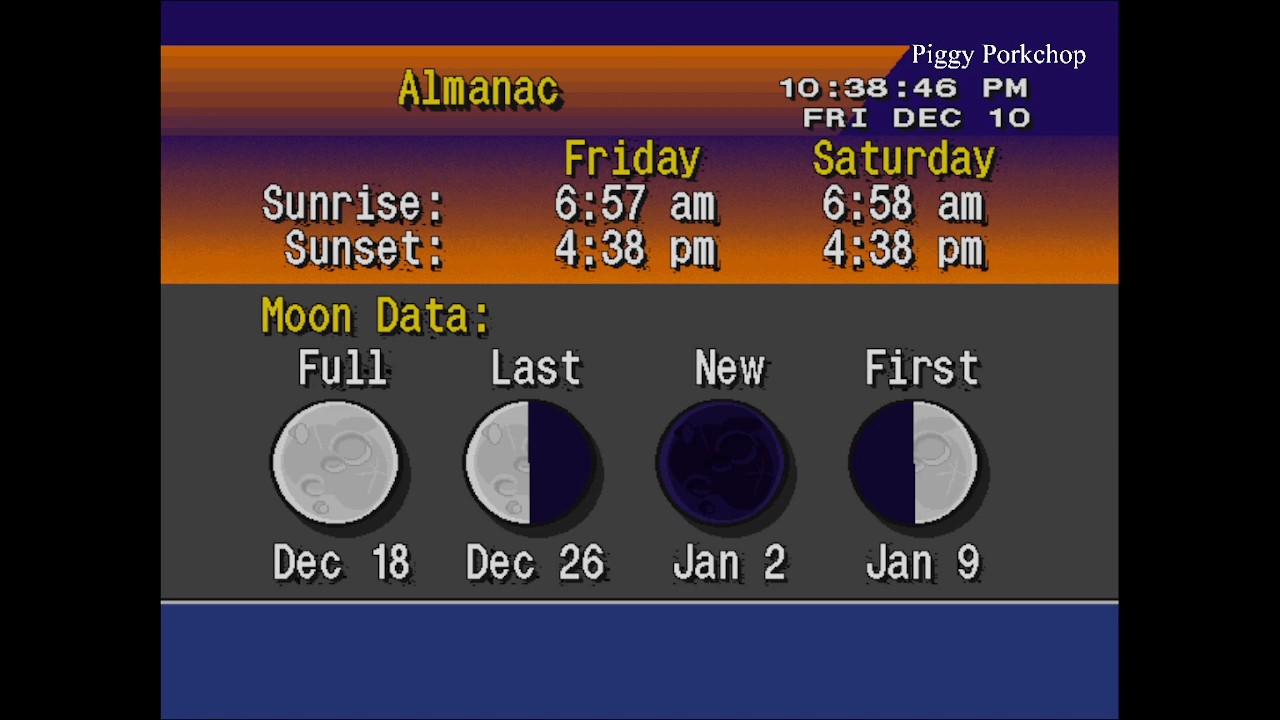 Piggy Porkchop
Almanac
10:38:46 PM
FRI DEC 10
Friday Saturday
Sunrise: 6:57 am 6:58 am
Sunset: 4:38 pm 4:38 pm
Moon Data:
Full Last New First
Dec 18 Dec 26 Jan 2 Jan 9